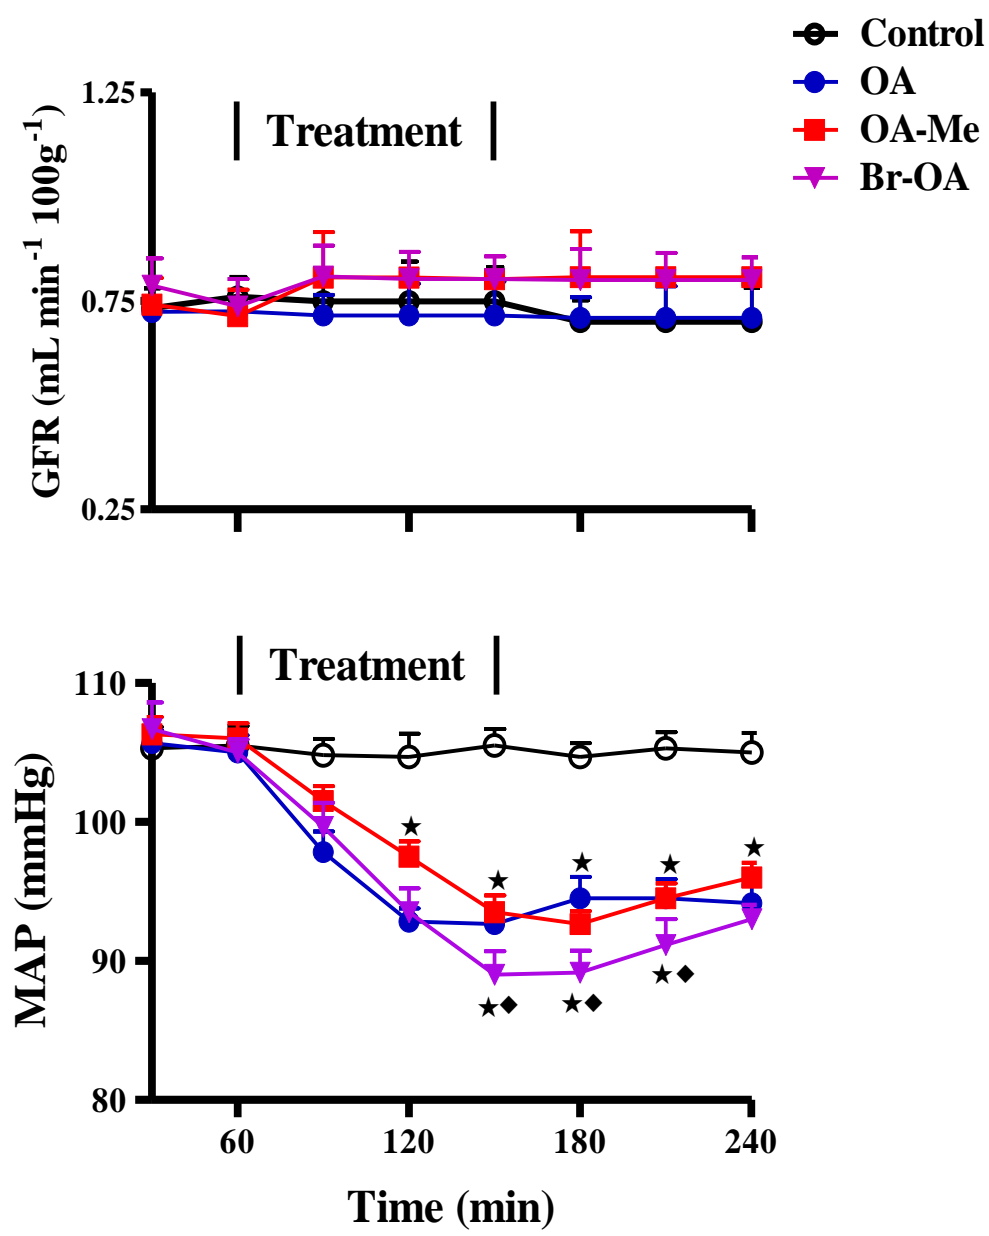 Control
OA
OA-Me
Br-OA
1.25
Treatment
0.75
0.25
GFR (mL min⁻¹ 100g⁻¹)
Treatment
110
100
90
80
MAP (mmHg)
60 120 180 240
Time (min)